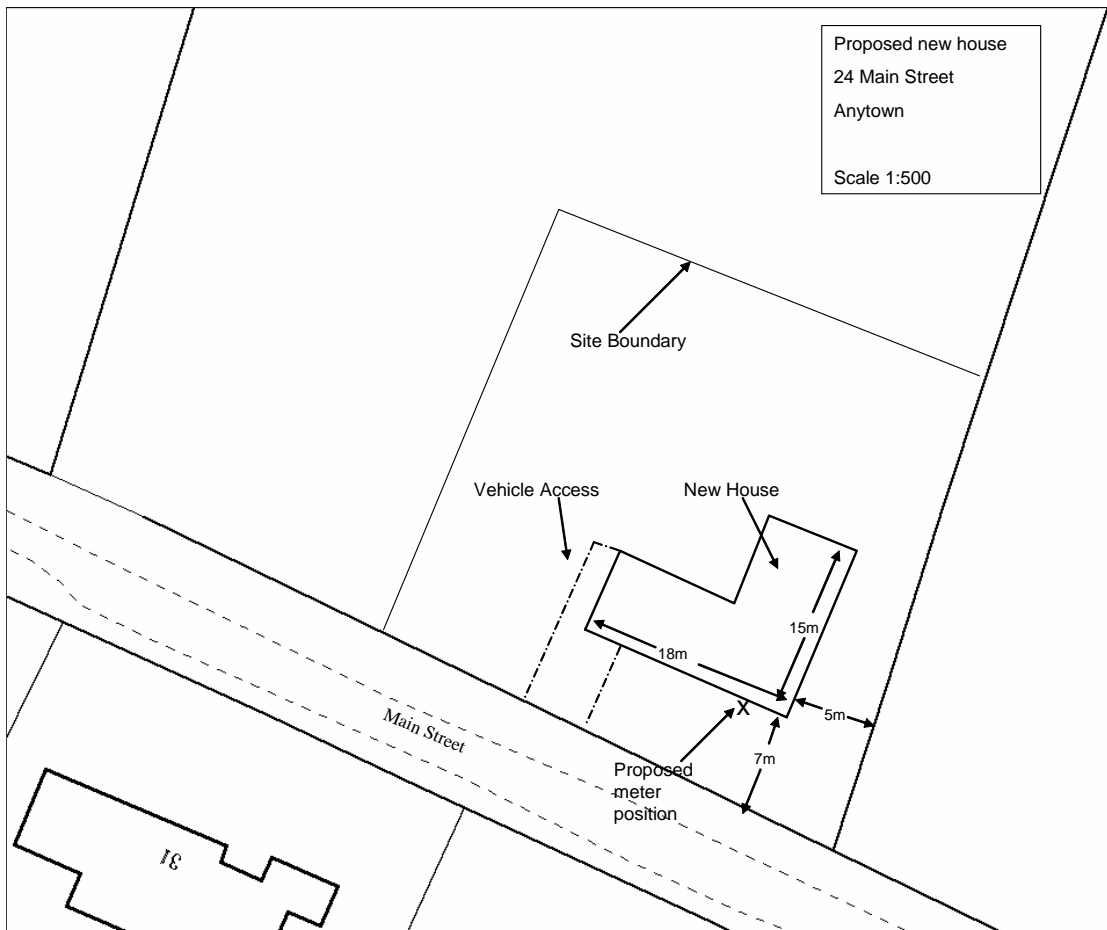 Proposed new house
24 Main Street
Anytown
Scale 1:500
Site Boundary
Vehicle Access
New House
15m
18m
X
5m
Main Street
7m
Proposed
meter
position
31